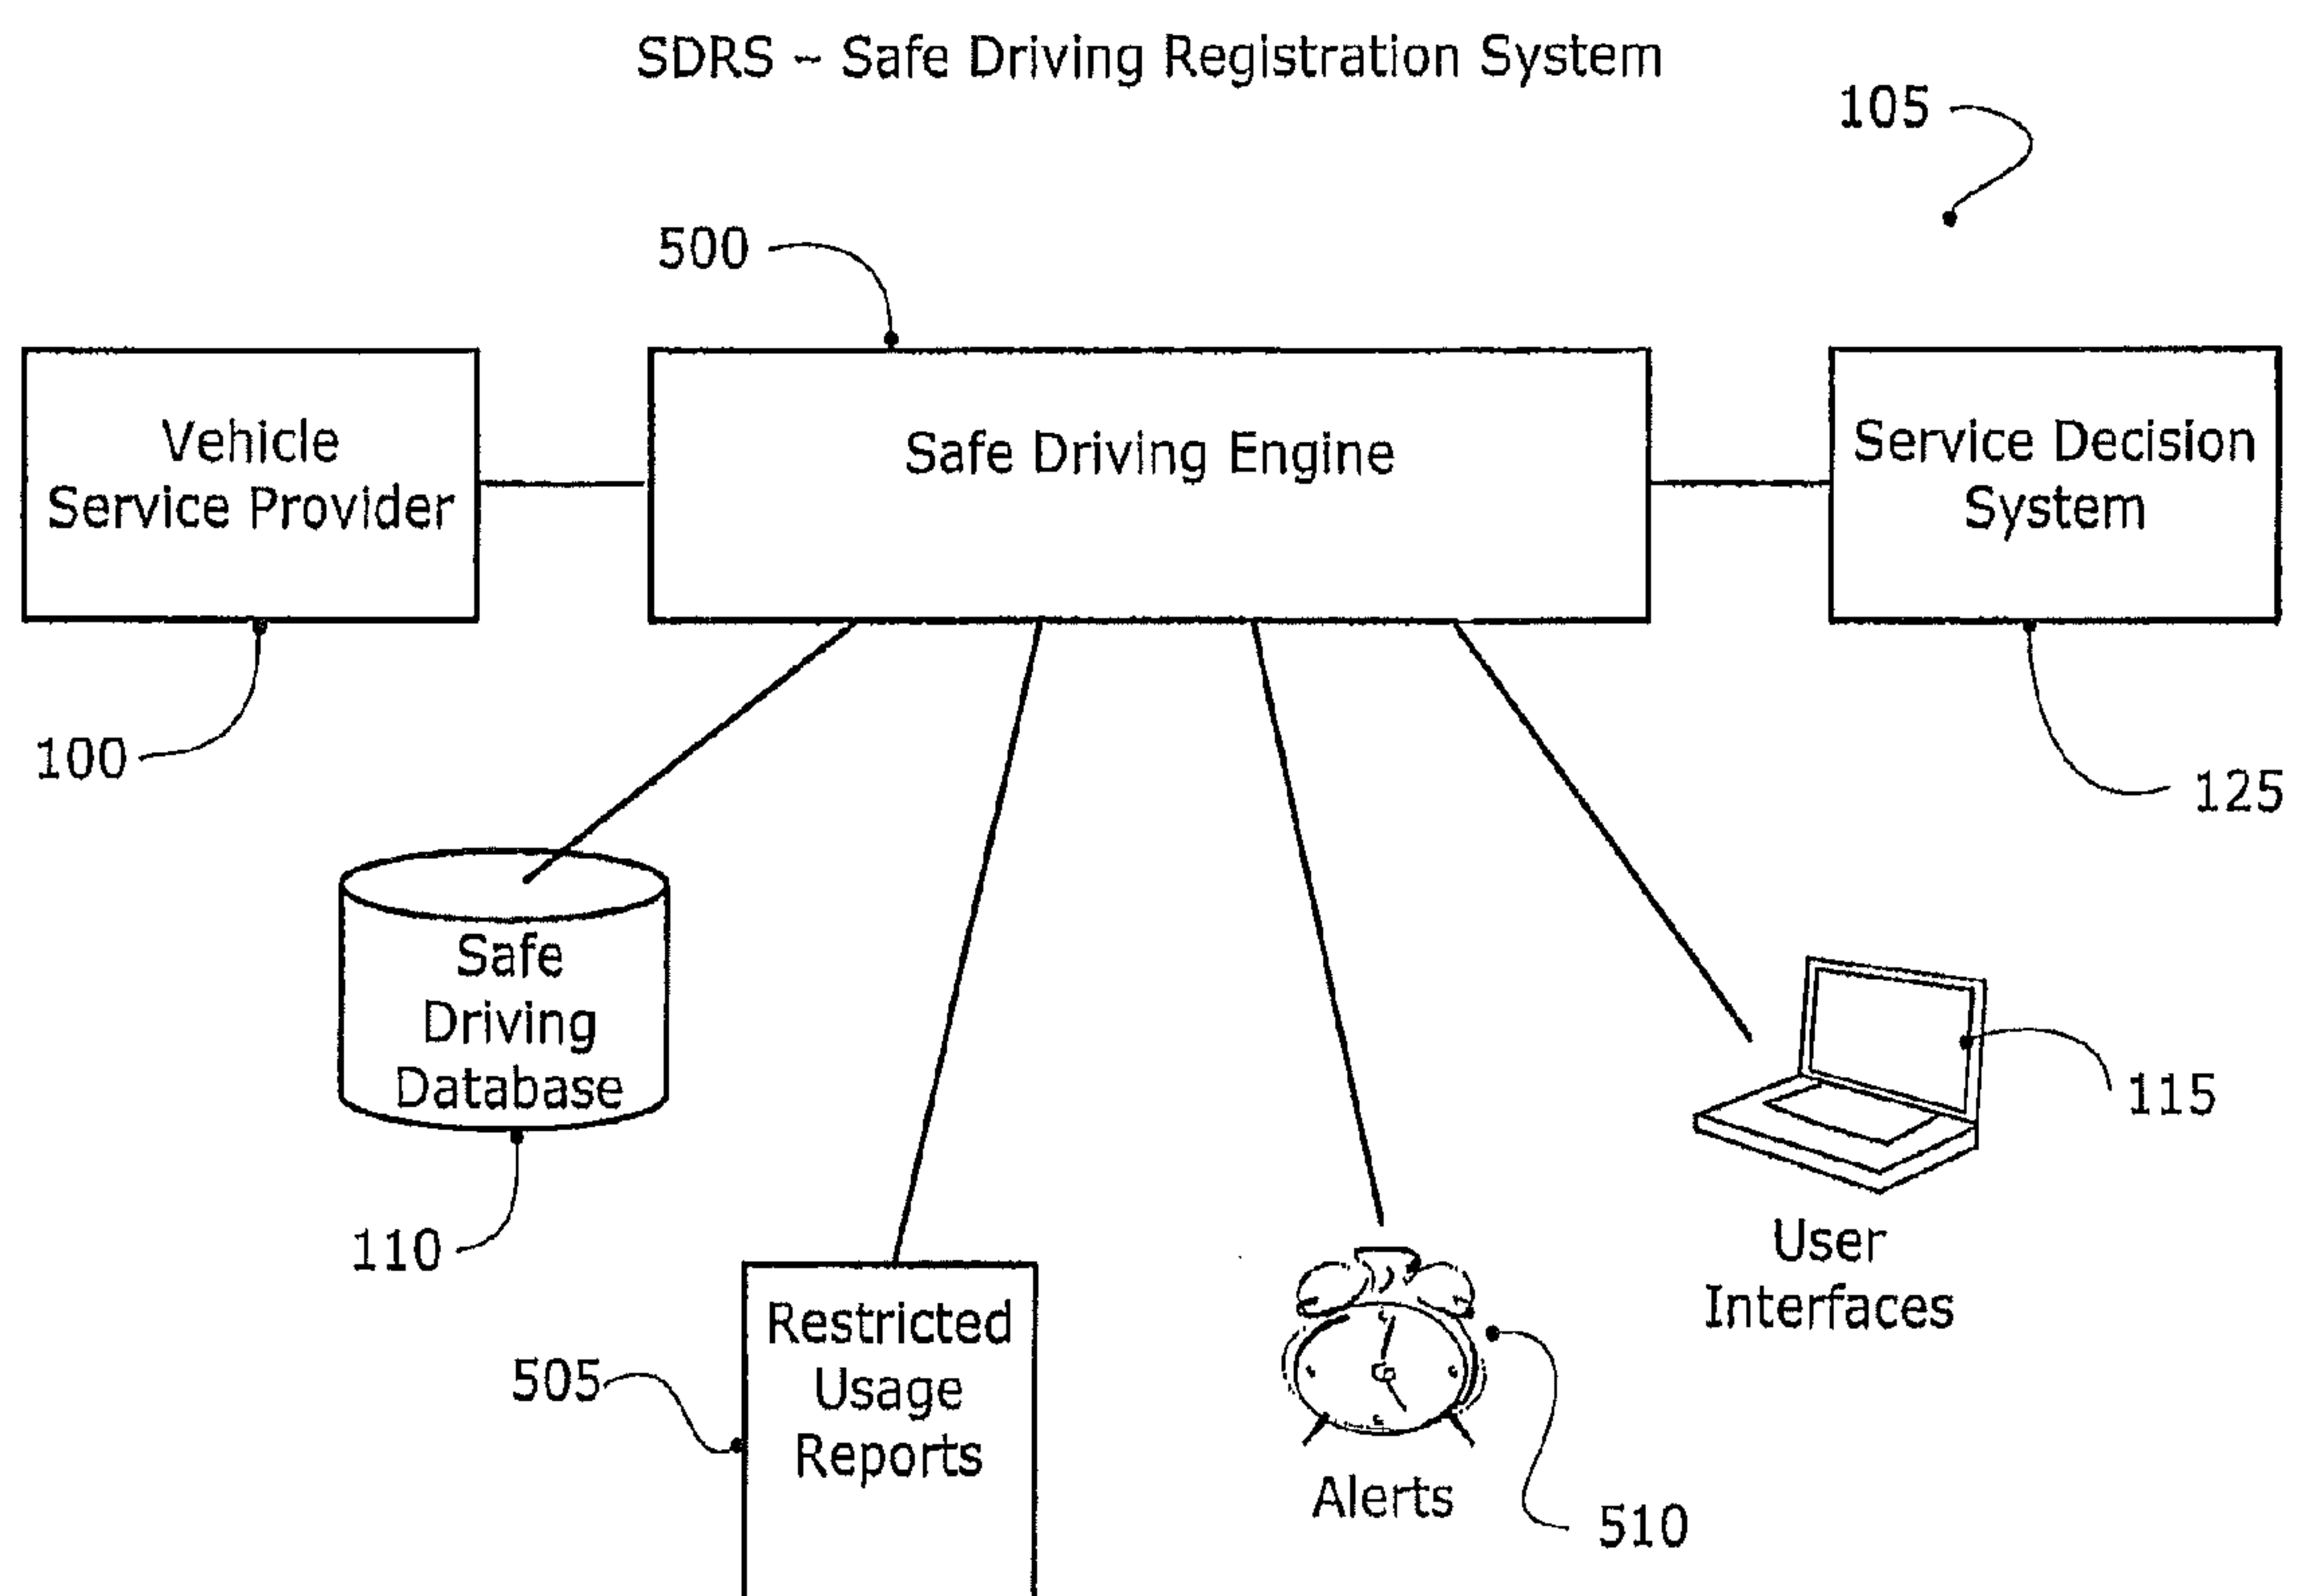 SDRS – Safe Driving Registration System
105
500
Vehicle
Service Provider
Safe Driving Engine
Service Decision
System
100
125
Safe
Driving
Database
115
110
User
Interfaces
Restricted
Usage
Reports
505
Alerts
510